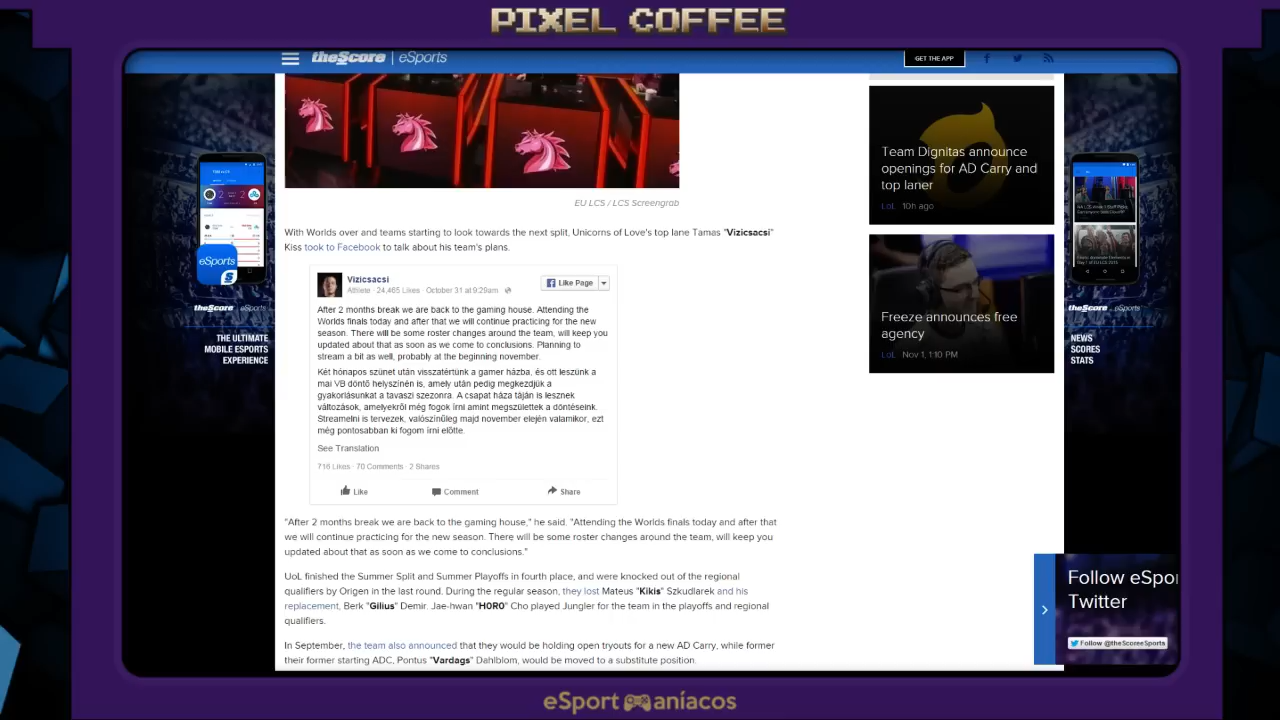 PIXEL COFFEE
theScore | eSports
GET THE APP
EU LCS / LCS Screengrab
With Worlds over and teams starting to look towards the next split, Unicorns of Love's top lane Tamas "Vizicsacsi"
Kiss took to Facebook to talk about his team's plans.
Vizicsacsi
Athlete · 24,465 Likes · October 31 at 9:29am
Like Page
After 2 months break we are back to the gaming house. Attending the
Worlds finals today and after that we will continue practicing for the new
season. There will be some roster changes around the team, will keep you
updated about that as soon as we come to conclusions. Planning to
stream a bit as well, probably at the beginning november.
Két hónapos szünet után visszatértünk a gamer házba, és ott leszünk a
mai VB döntő helyszínén is, amely után pedig megkezdjük a
gyakorlásunkat a tavaszi szezonra. A csapat háza táján is lesznek
változások, amelyekről még fogok írni amint megszülettek a döntéseink.
Streamelni is tervezek, valószínűleg majd november elején valamikor, ezt
még pontosabban ki fogom írni előtte.
See Translation
716 Likes · 70 Comments · 2 Shares
Like
Comment
Share
"After 2 months break we are back to the gaming house," he said. "Attending the Worlds finals today and after that
we will continue practicing for the new season. There will be some roster changes around the team, will keep you
updated about that as soon as we come to conclusions."
UoL finished the Summer Split and Summer Playoffs in fourth place, and were knocked out of the regional
qualifiers by Origen in the last round. During the regular season, they lost Mateus "Kikis" Szkudlarek and his
replacement, Berk "Gilius" Demir. Jae-hwan "H0R0" Cho played Jungler for the team in the playoffs and regional
qualifiers.
In September, the team also announced that they would be holding open tryouts for a new AD Carry, while former
their former starting ADC, Pontus "Vardags" Dahlblom, would be moved to a substitute position.
Team Dignitas announce
openings for AD Carry and
top laner
LoL 10h ago
Freeze announces free
agency
LoL Nov 1, 1:10 PM
eSports
theScore eSports
THE ULTIMATE
MOBILE ESPORTS
EXPERIENCE
theScore eSports
NEWS
SCORES
STATS
Follow eSpor
Twitter
Follow @theScoreeSports
eSport maníacos